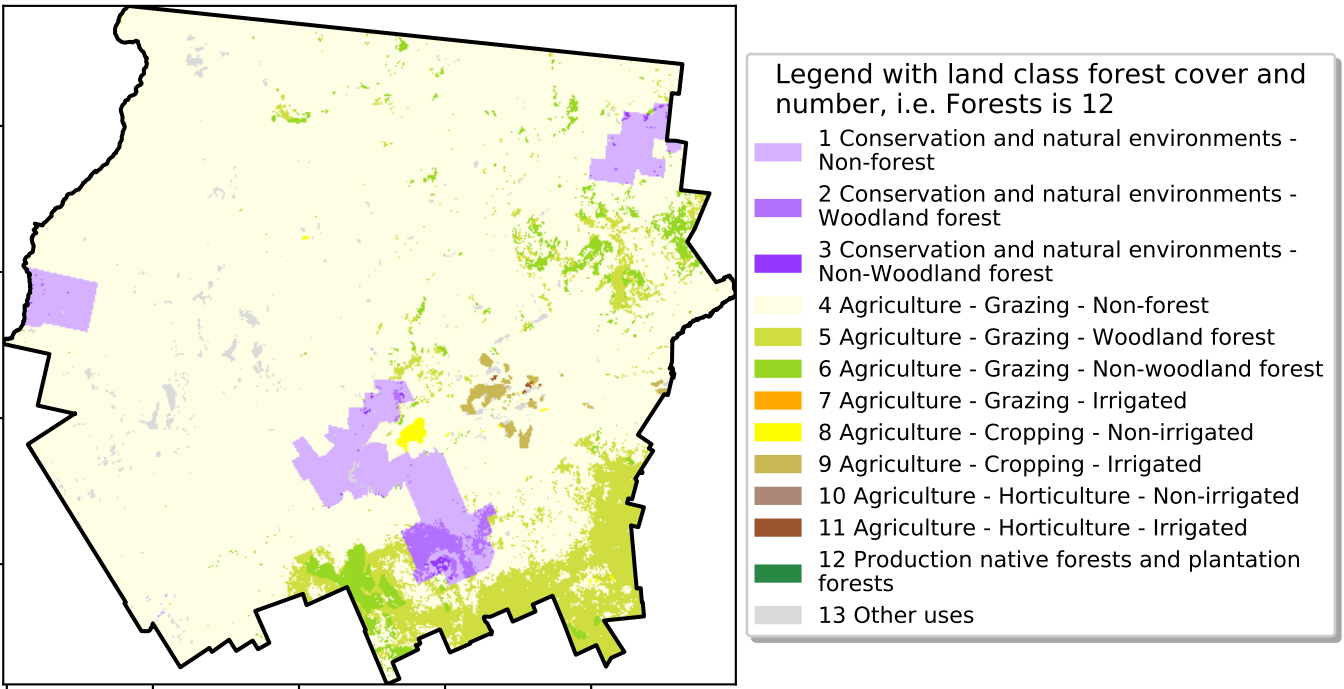 Legend with land class forest cover and
number, i.e. Forests is 12
1 Conservation and natural environments -
Non-forest
2 Conservation and natural environments -
Woodland forest
3 Conservation and natural environments -
Non-Woodland forest
4 Agriculture - Grazing - Non-forest
5 Agriculture - Grazing - Woodland forest
6 Agriculture - Grazing - Non-woodland forest
7 Agriculture - Grazing - Irrigated
8 Agriculture - Cropping - Non-irrigated
9 Agriculture - Cropping - Irrigated
10 Agriculture - Horticulture - Non-irrigated
11 Agriculture - Horticulture - Irrigated
12 Production native forests and plantation
forests
13 Other uses